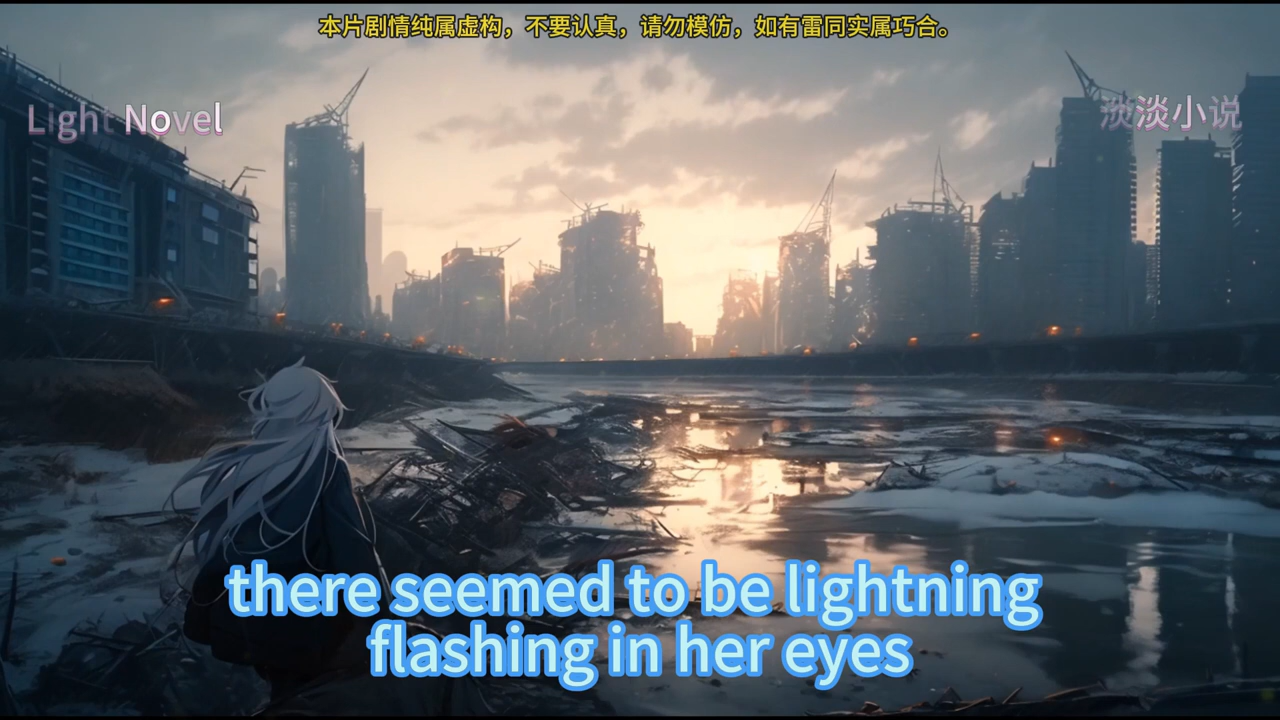 本片剧情纯属虚构，不要认真，请勿模仿，如有雷同实属巧合。
Light Novel
淡淡小说
there seemed to be lightning
flashing in her eyes